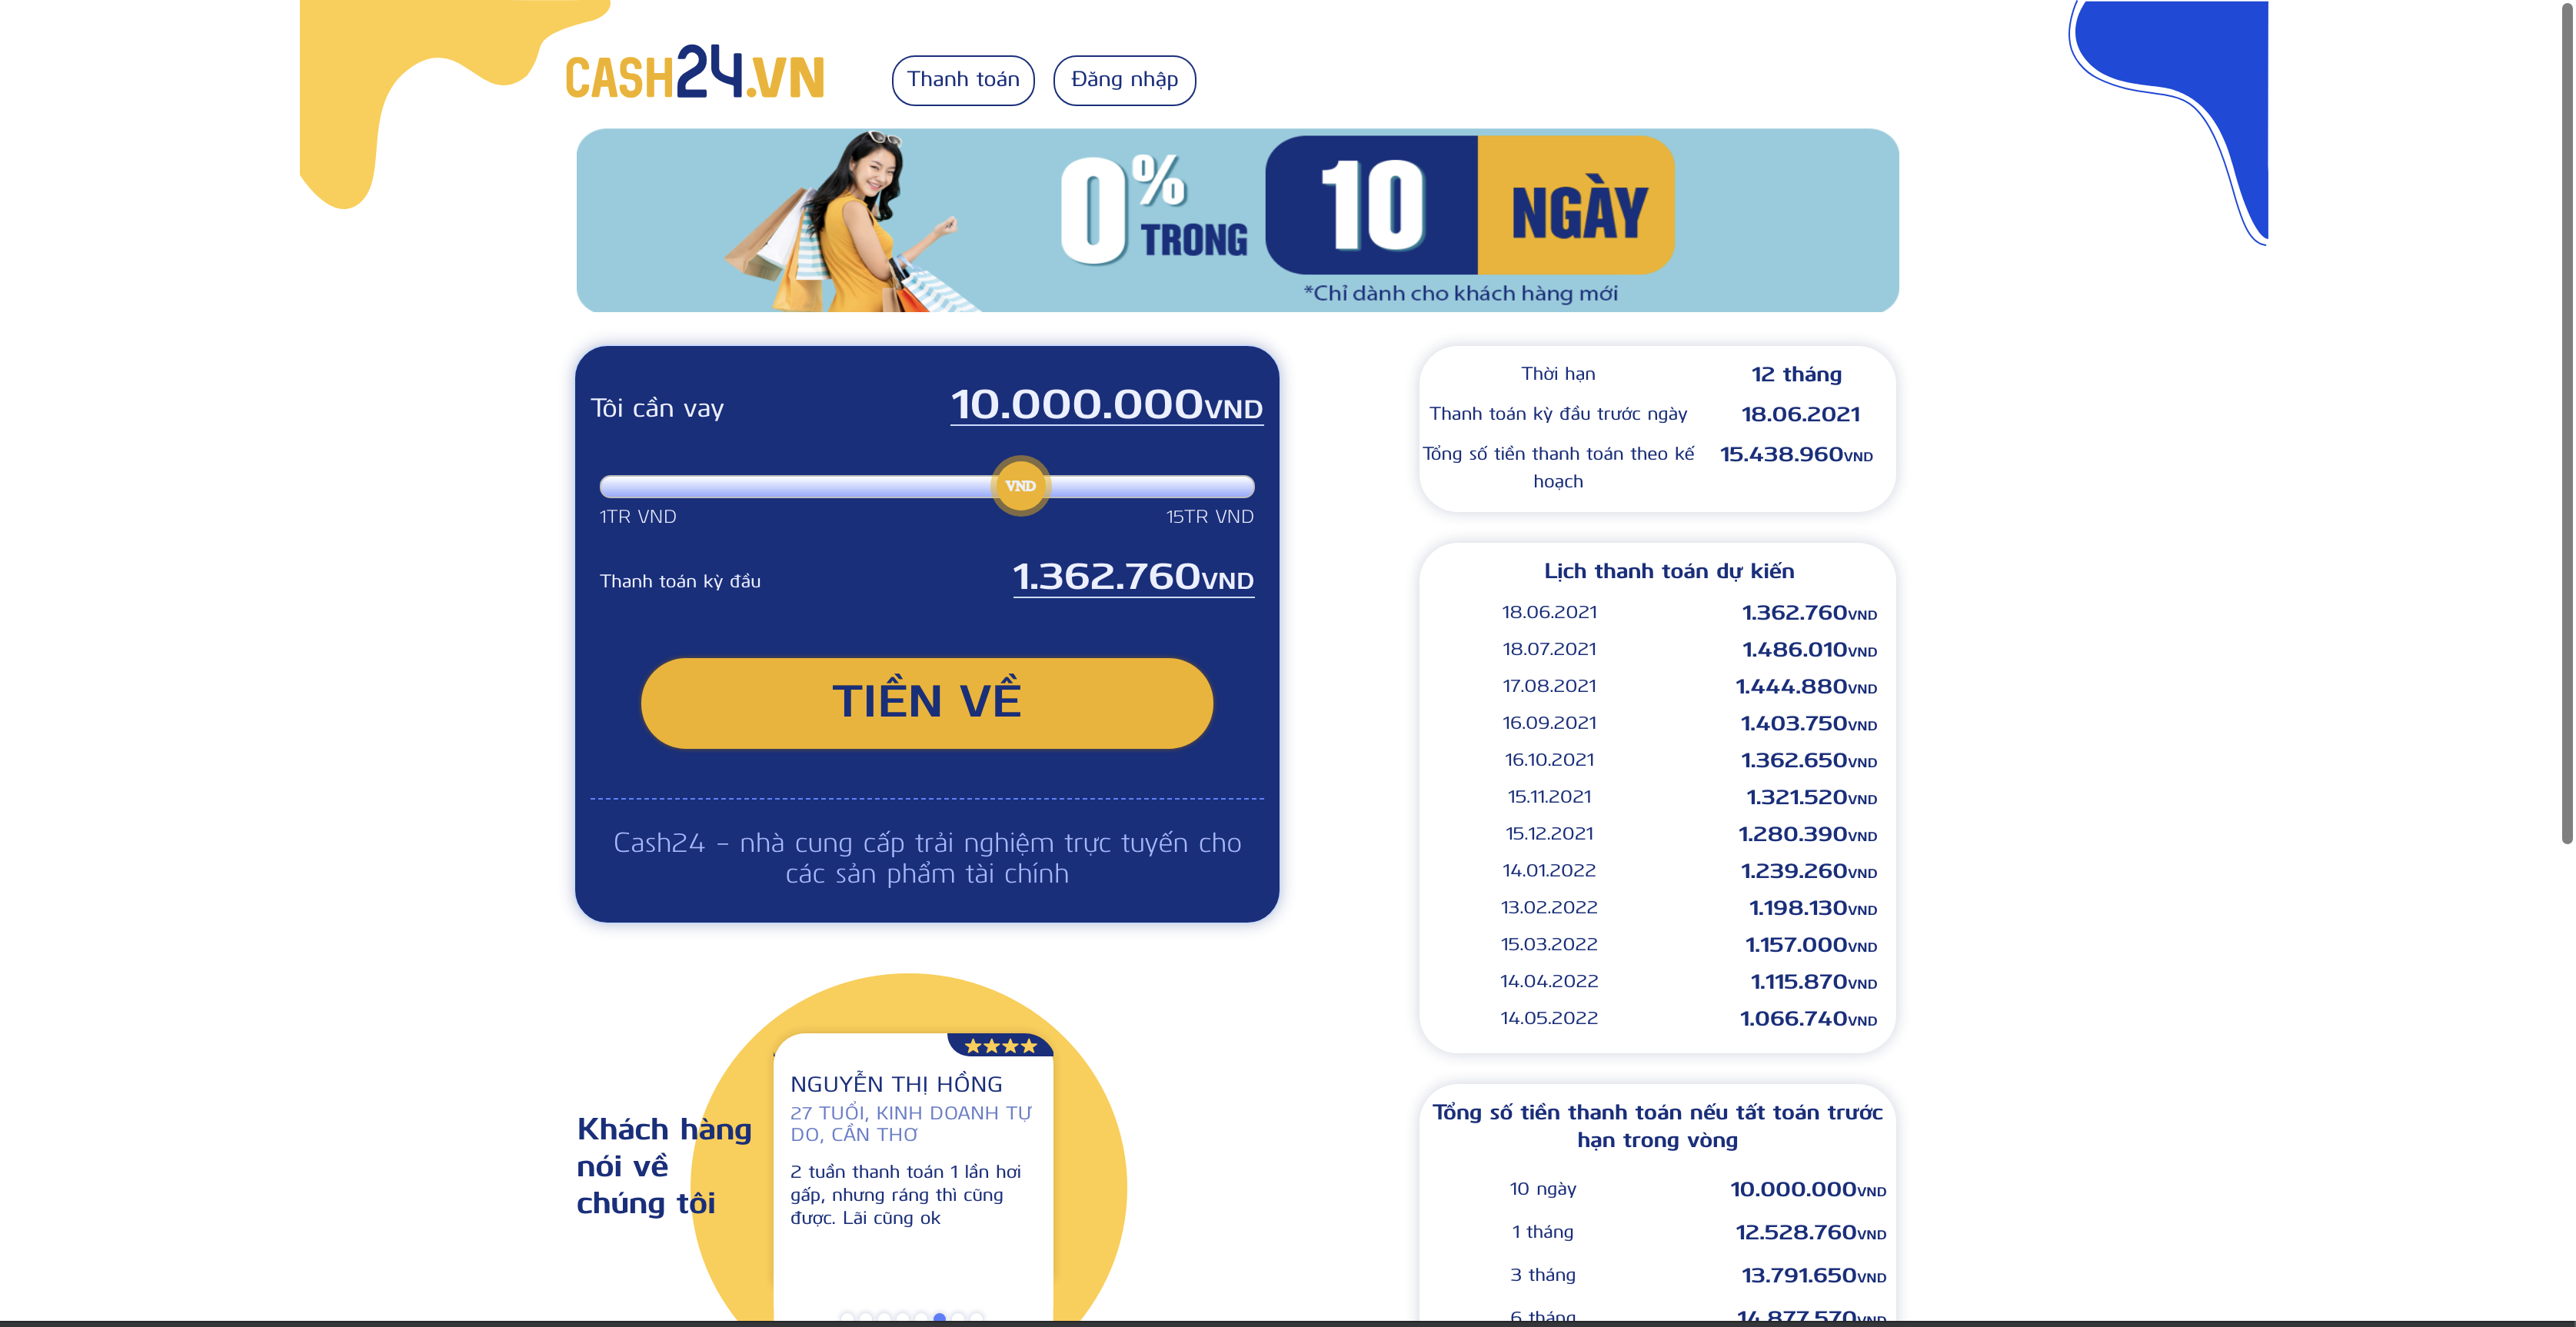 CASH24.VN
Thanh toán
Đăng nhập
0% TRONG 10 NGÀY
*Chỉ dành cho khách hàng mới
Tôi cần vay
10.000.000VND
VND
1TR VND
15TR VND
Thanh toán kỳ đầu
1.362.760VND
TIỀN VỀ
Cash24 – nhà cung cấp trải nghiệm trực tuyến cho
các sản phẩm tài chính
Khách hàng
nói về
chúng tôi
NGUYỄN THỊ HỒNG
27 TUỔI, KINH DOANH TỰ
DO, CẦN THƠ
2 tuần thanh toán 1 lần hơi
gấp, nhưng ráng thì cũng
được. Lãi cũng ok
Thời hạn 12 tháng
Thanh toán kỳ đầu trước ngày 18.06.2021
Tổng số tiền thanh toán theo kế 15.438.960VND
hoạch
Lịch thanh toán dự kiến
18.06.2021 1.362.760VND
18.07.2021 1.486.010VND
17.08.2021 1.444.880VND
16.09.2021 1.403.750VND
16.10.2021 1.362.650VND
15.11.2021 1.321.520VND
15.12.2021 1.280.390VND
14.01.2022 1.239.260VND
13.02.2022 1.198.130VND
15.03.2022 1.157.000VND
14.04.2022 1.115.870VND
14.05.2022 1.066.740VND
Tổng số tiền thanh toán nếu tất toán trước
hạn trong vòng
10 ngày 10.000.000VND
1 tháng 12.528.760VND
3 tháng 13.791.650VND
6 tháng 14.877.570VND